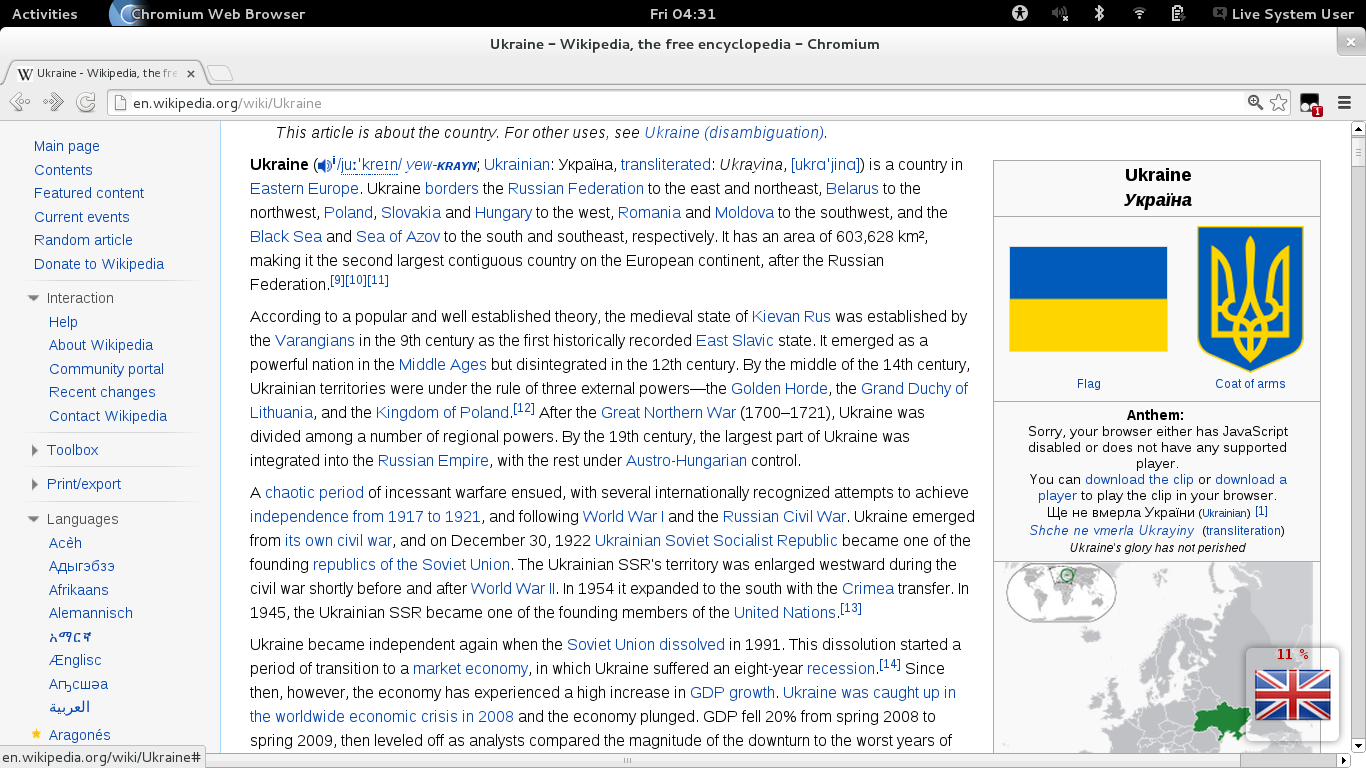 Activities
Chromium Web Browser
Fri 04:31
Live System User
Ukraine - Wikipedia, the free encyclopedia - Chromium
Ukraine - Wikipedia, the fre
en.wikipedia.org/wiki/Ukraine
1
Main page
Contents
Featured content
Current events
Random article
Donate to Wikipedia
Interaction
Help
About Wikipedia
Community portal
Recent changes
Contact Wikipedia
Toolbox
Print/export
Languages
Acèh
Адыгэбзэ
Afrikaans
Alemannisch
አማርኛ
Ænglisc
Аҧсшәа
العربية
Aragonés
en.wikipedia.org/wiki/Ukraine#
This article is about the country. For other uses, see Ukraine (disambiguation).
Ukraine (i/juːˈkreɪn/ yew-KRAYN; Ukrainian: Україна, transliterated: Ukrayina, [ukrɑˈjinɑ]) is a country in
Eastern Europe. Ukraine borders the Russian Federation to the east and northeast, Belarus to the
northwest, Poland, Slovakia and Hungary to the west, Romania and Moldova to the southwest, and the
Black Sea and Sea of Azov to the south and southeast, respectively. It has an area of 603,628 km²,
making it the second largest contiguous country on the European continent, after the Russian
Federation.[9][10][11]
According to a popular and well established theory, the medieval state of Kievan Rus was established by
the Varangians in the 9th century as the first historically recorded East Slavic state. It emerged as a
powerful nation in the Middle Ages but disintegrated in the 12th century. By the middle of the 14th century,
Ukrainian territories were under the rule of three external powers—the Golden Horde, the Grand Duchy of
Lithuania, and the Kingdom of Poland.[12] After the Great Northern War (1700–1721), Ukraine was
divided among a number of regional powers. By the 19th century, the largest part of Ukraine was
integrated into the Russian Empire, with the rest under Austro-Hungarian control.
A chaotic period of incessant warfare ensued, with several internationally recognized attempts to achieve
independence from 1917 to 1921, and following World War I and the Russian Civil War. Ukraine emerged
from its own civil war, and on December 30, 1922 Ukrainian Soviet Socialist Republic became one of the
founding republics of the Soviet Union. The Ukrainian SSR's territory was enlarged westward during the
civil war shortly before and after World War II. In 1954 it expanded to the south with the Crimea transfer. In
1945, the Ukrainian SSR became one of the founding members of the United Nations.[13]
Ukraine became independent again when the Soviet Union dissolved in 1991. This dissolution started a
period of transition to a market economy, in which Ukraine suffered an eight-year recession.[14] Since
then, however, the economy has experienced a high increase in GDP growth. Ukraine was caught up in
the worldwide economic crisis in 2008 and the economy plunged. GDP fell 20% from spring 2008 to
spring 2009, then leveled off as analysts compared the magnitude of the downturn to the worst years of
Ukraine
Україна
Flag
Coat of arms
Anthem:
Sorry, your browser either has JavaScript
disabled or does not have any supported
player.
You can download the clip or download a
player to play the clip in your browser.
Ще не вмерла України (Ukrainian) [1]
Shche ne vmerla Ukrayiny (transliteration)
Ukraine's glory has not perished
11 %